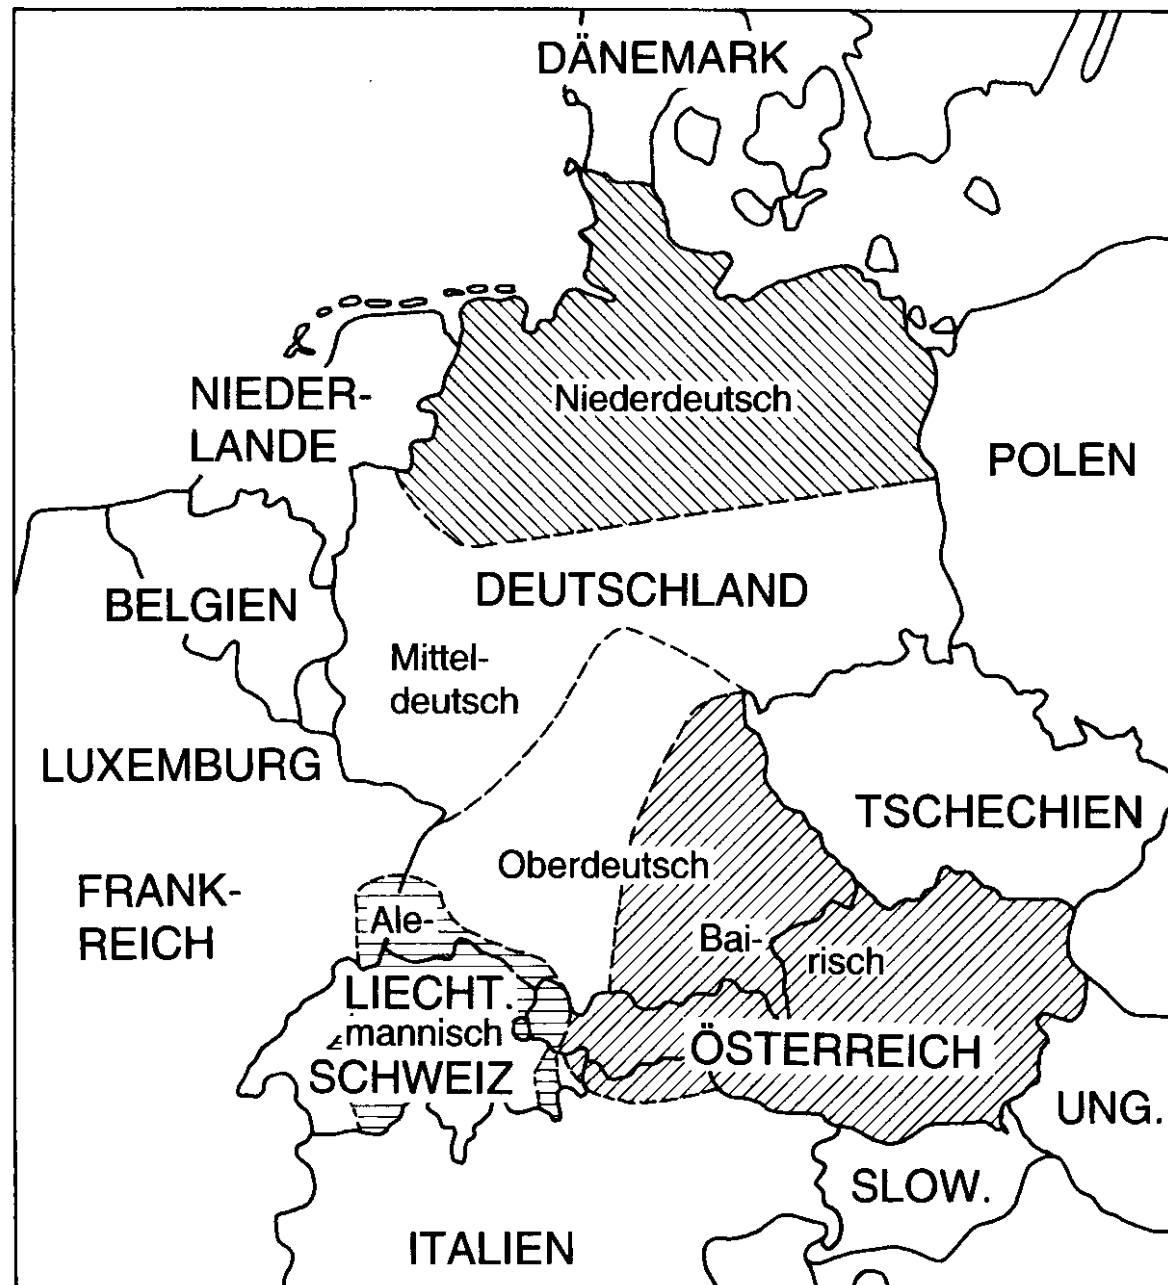 DÄNEMARK
NIEDER-
LANDE
Niederdeutsch
POLEN
DEUTSCHLAND
BELGIEN
Mittel-
deutsch
LUXEMBURG
TSCHECHIEN
Oberdeutsch
FRANK-
REICH
Ale-
Bai-
risch
LIECHT.
mannisch
SCHWEIZ
ÖSTERREICH
UNG.
SLOW.
ITALIEN